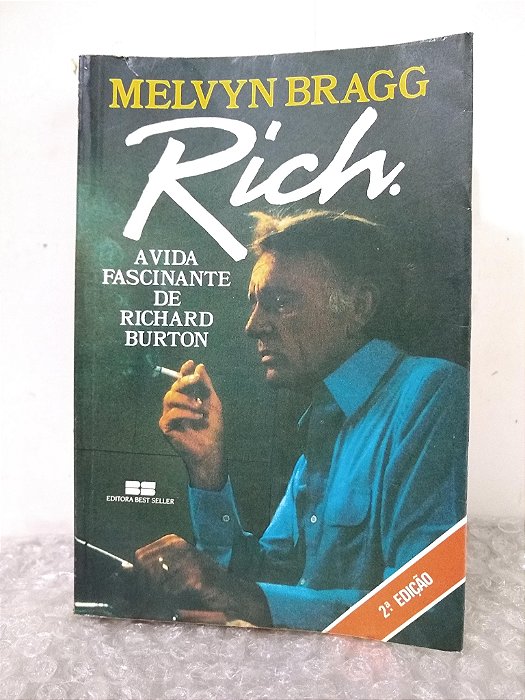 MELVYN BRAGG
Rich.
A VIDA
FASCINANTE
DE
RICHARD
BURTON
EDITORA BEST SELLER
2ª EDIÇÃO